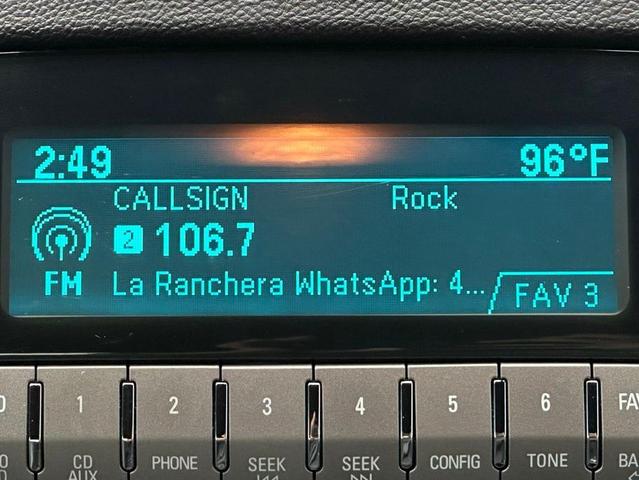 2:49 96°F
CALLSIGN Rock
2 106.7
FM La Ranchera WhatsApp: 4... FAV 3
1 2 3 4 5 6 FAV
CD PHONE SEEK SEEK CONFIG TONE
AUX